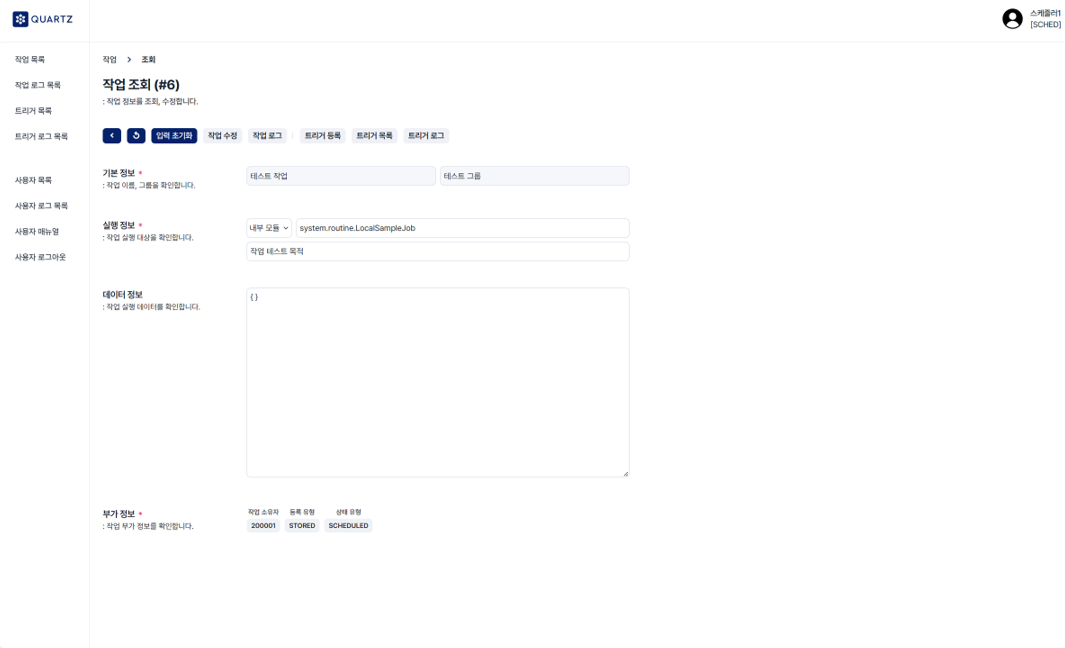 QUARTZ
스케줄러1
[SCHED]
작업 목록
작업 로그 목록
트리거 목록
트리거 로그 목록
사용자 목록
사용자 로그 목록
사용자 매뉴얼
사용자 로그아웃
작업 > 조회
작업 조회 (#6)
: 작업 정보를 조회, 수정합니다.
입력 초기화 작업 수정 작업 로그 트리거 등록 트리거 목록 트리거 로그
기본 정보 *
: 작업 이름, 그룹을 확인합니다.
테스트 작업 테스트 그룹
실행 정보 *
: 작업 실행 대상을 확인합니다.
내부 모듈 system.routine.LocalSampleJob
작업 테스트 목적
데이터 정보
: 작업 실행 데이터를 확인합니다.
{ }
부가 정보 *
: 작업 부가 정보를 확인합니다.
작업 소유자 등록 유형 상태 유형
200001 STORED SCHEDULED